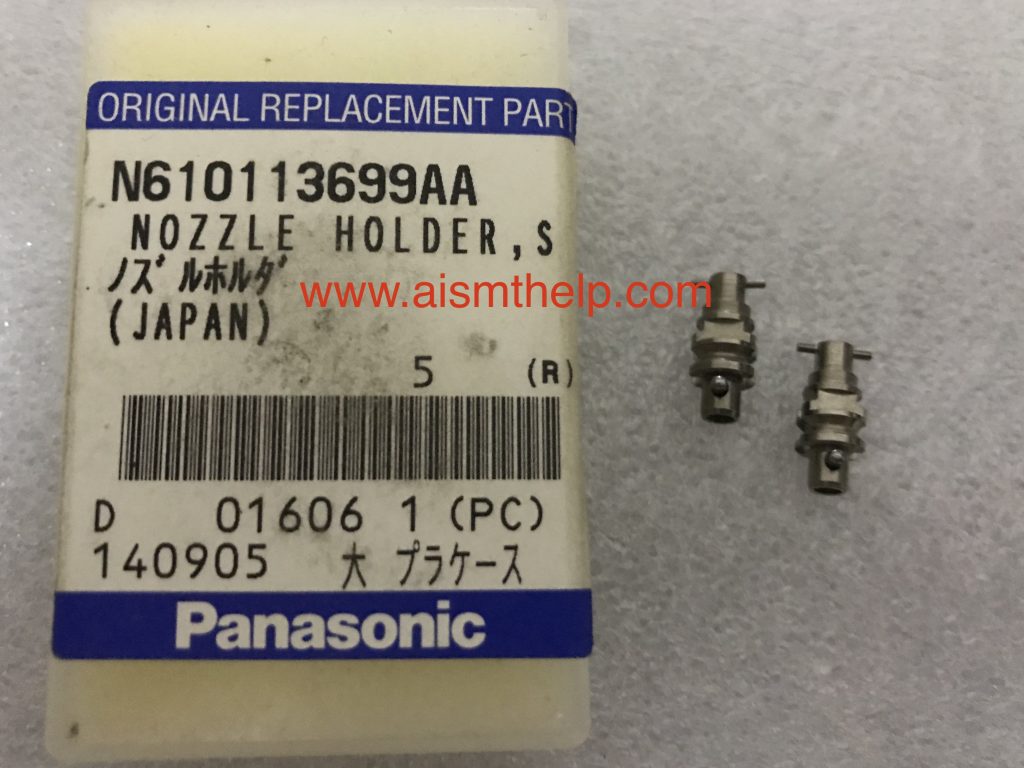 ORIGINAL REPLACEMENT PART
N610113699AA
NOZZLE HOLDER,S
ノズルホルダ
www.aismthelp.com
(JAPAN)
5 (R)
D 01606 1 (PC)
140905 大 プラケース
Panasonic